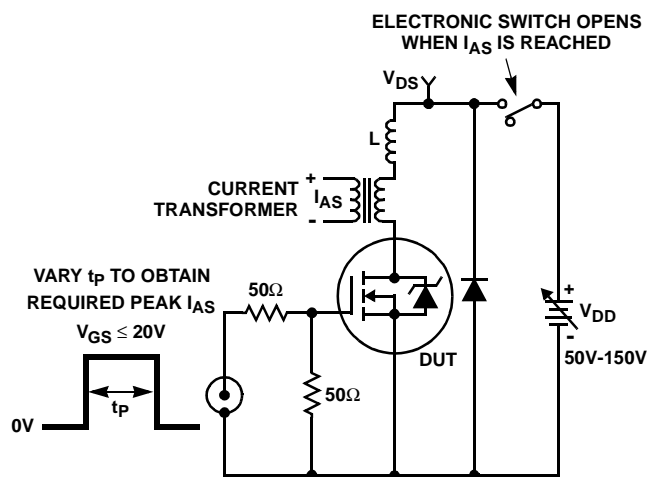 ELECTRONIC SWITCH OPENS
WHEN IAS IS REACHED
VDS
L
CURRENT
TRANSFORMER
+
IAS
-
VARY tP TO OBTAIN
REQUIRED PEAK IAS
VGS ≤ 20V
50Ω
DUT
+
VDD
-
50V-150V
50Ω
tP
0V